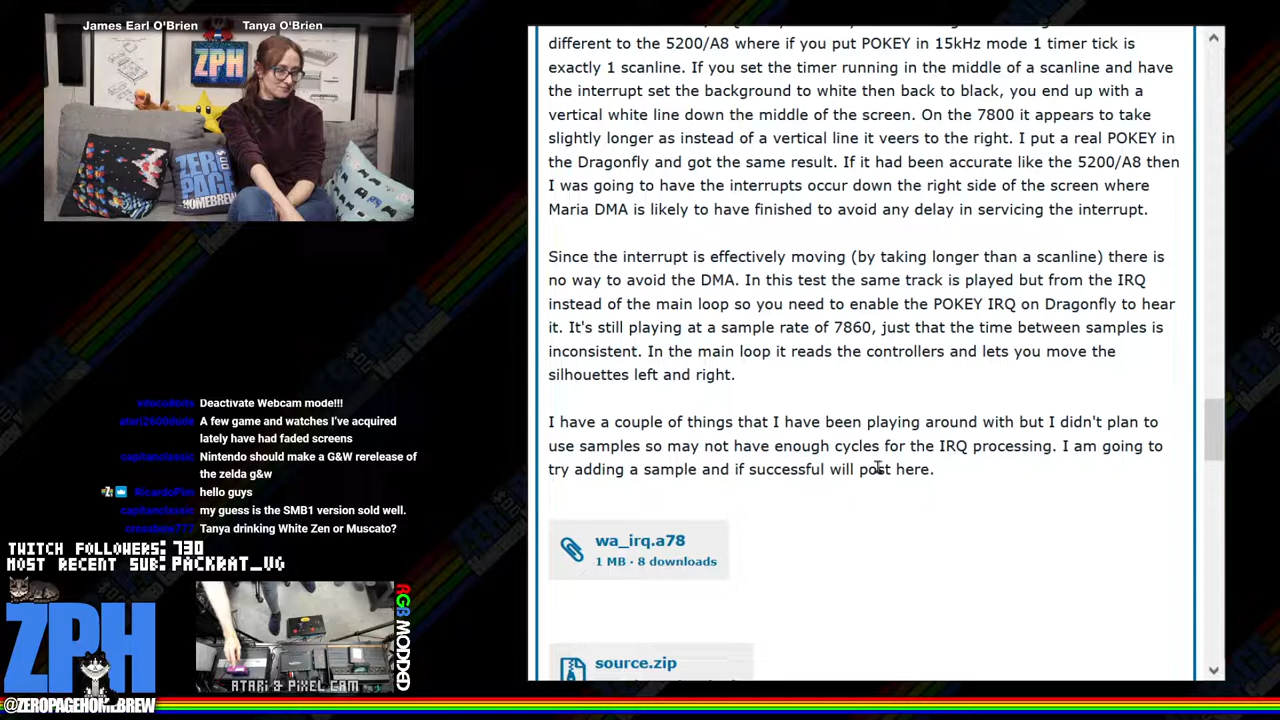 James Earl O'Brien
Tanya O'Brien
ZPH
ZERO
PAGE
HOMEBREW
different to the 5200/A8 where if you put POKEY in 15kHz mode 1 timer tick is
exactly 1 scanline. If you set the timer running in the middle of a scanline and have
the interrupt set the background to white then back to black, you end up with a
vertical white line down the middle of the screen. On the 7800 it appears to take
slightly longer as instead of a vertical line it veers to the right. I put a real POKEY in
the Dragonfly and got the same result. If it had been accurate like the 5200/A8 then
I was going to have the interrupts occur down the right side of the screen where
Maria DMA is likely to have finished to avoid any delay in servicing the interrupt.
Since the interrupt is effectively moving (by taking longer than a scanline) there is
no way to avoid the DMA. In this test the same track is played but from the IRQ
instead of the main loop so you need to enable the POKEY IRQ on Dragonfly to hear
it. It's still playing at a sample rate of 7860, just that the time between samples is
inconsistent. In the main loop it reads the controllers and lets you move the
silhouettes left and right.
I have a couple of things that I have been playing around with but I didn't plan to
use samples so may not have enough cycles for the IRQ processing. I am going to
try adding a sample and if successful will post here.
wa_irq.a78
1 MB · 8 downloads
source.zip
Deactivate Webcam mode!!!
atari2600dude A few game and watches I've acquired
lately have had faded screens
capitanclassic Nintendo should make a G&W rerelease of
the zelda g&w
RicardoPim hello guys
capitanclassic my guess is the SMB1 version sold well.
Tanya drinking White Zen or Muscato?
TWITCH FOLLOWERS: 730
MOST RECENT SUB: PACKRAT_VG
ZPH
@ZEROPAGEHOMEBREW
RGB MODDED
ATARI & PIXEL CAM